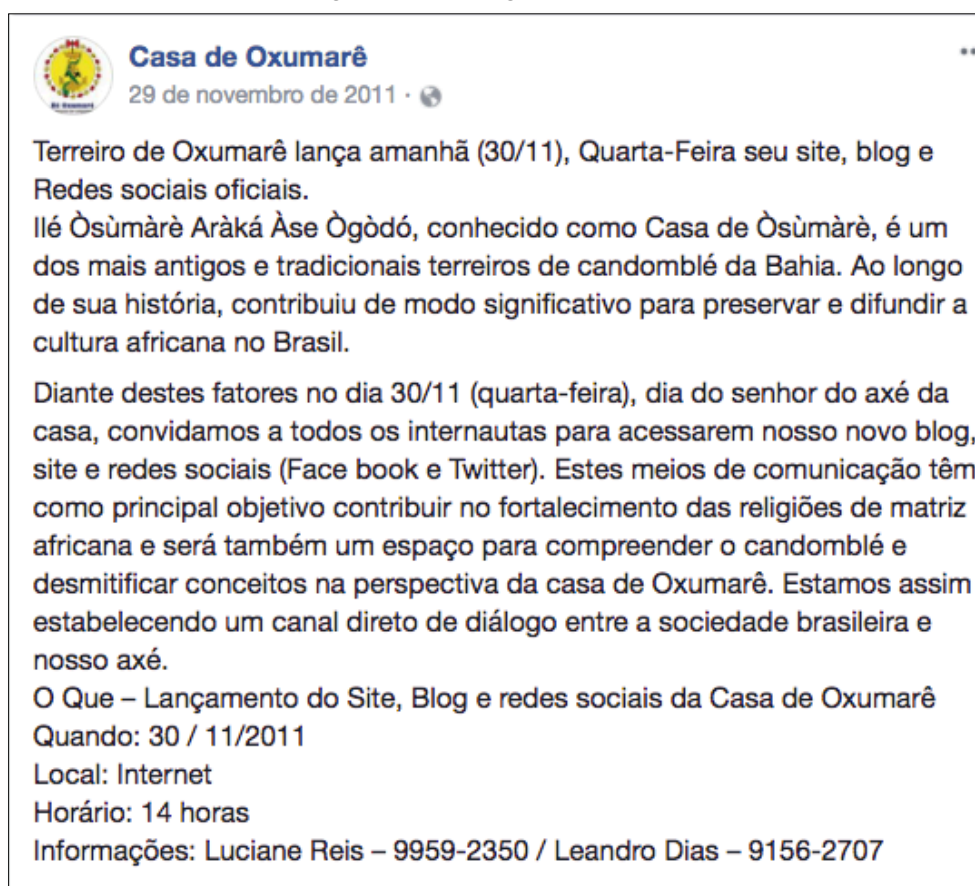 Casa de Oxumarê
29 de novembro de 2011 ·
Terreiro de Oxumarê lança amanhã (30/11), Quarta-Feira seu site, blog e
Redes sociais oficiais.
Ilé Òsùmàrè Aràká Àse Ògòdó, conhecido como Casa de Òsùmàrè, é um
dos mais antigos e tradicionais terreiros de candomblé da Bahia. Ao longo
de sua história, contribuiu de modo significativo para preservar e difundir a
cultura africana no Brasil.
Diante destes fatores no dia 30/11 (quarta-feira), dia do senhor do axé da
casa, convidamos a todos os internautas para acessarem nosso novo blog,
site e redes sociais (Face book e Twitter). Estes meios de comunicação têm
como principal objetivo contribuir no fortalecimento das religiões de matriz
africana e será também um espaço para compreender o candomblé e
desmitificar conceitos na perspectiva da casa de Oxumarê. Estamos assim
estabelecendo um canal direto de diálogo entre a sociedade brasileira e
nosso axé.
O Que – Lançamento do Site, Blog e redes sociais da Casa de Oxumarê
Quando: 30 / 11/2011
Local: Internet
Horário: 14 horas
Informações: Luciane Reis – 9959-2350 / Leandro Dias – 9156-2707